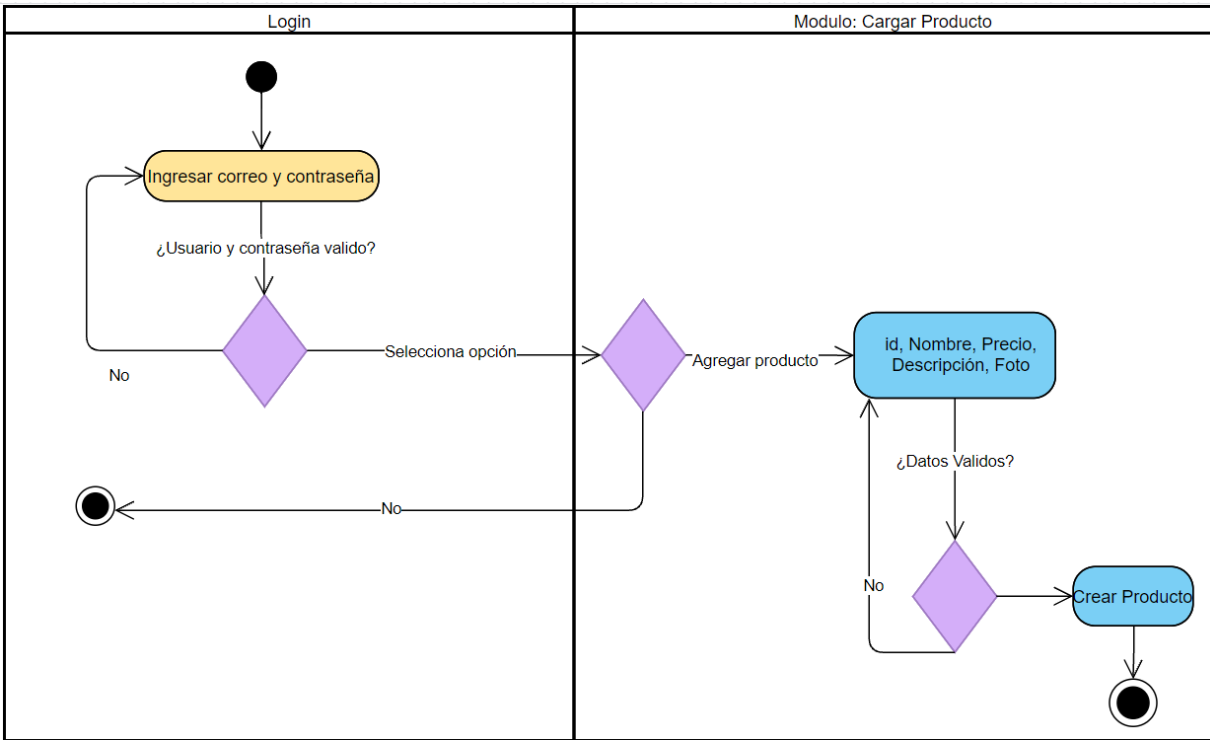 Login
Modulo: Cargar Producto
Ingresar correo y contraseña
¿Usuario y contraseña valido?
No
Selecciona opción
Agregar producto
id, Nombre, Precio,
Descripción, Foto
¿Datos Validos?
No
No
Crear Producto